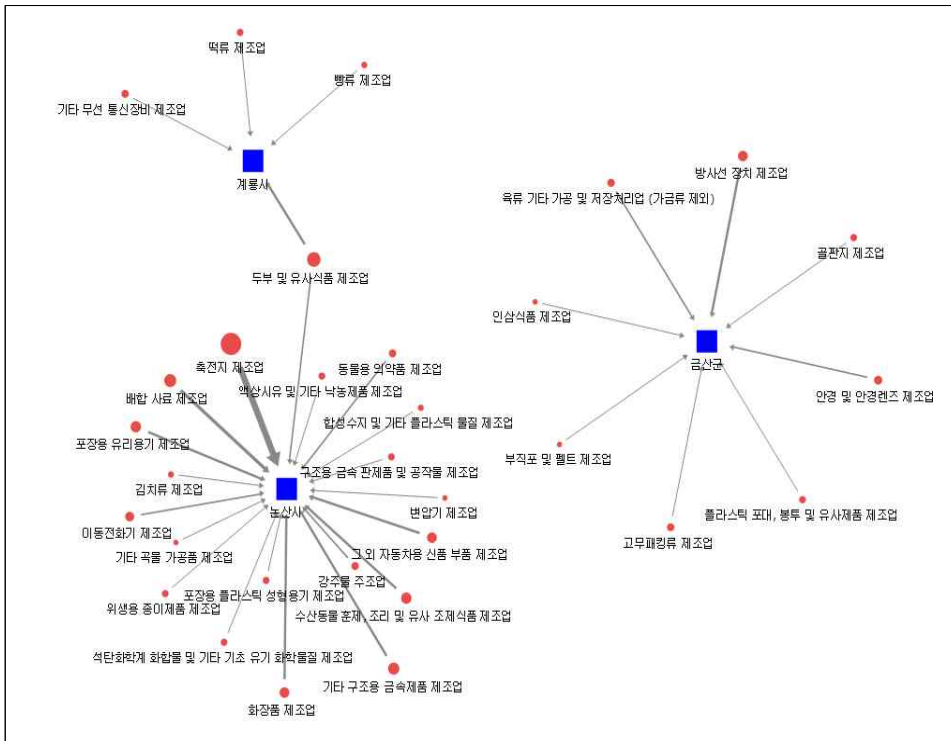 떡류 제조업
빵류 제조업
기타 무선 통신장비 제조업
계룡시
방사선 장치 제조업
육류 기타 가공 및 저장처리업 (가금류 제외)
골판지 제조업
두부 및 유사식품 제조업
인삼식품 제조업
금산군
축전지 제조업
동물용 의약품 제조업
액상시유 및 기타 낙농제품 제조업
배합 사료 제조업
안경 및 안경렌즈 제조업
합성수지 및 기타 플라스틱 물질 제조업
포장용 유리용기 제조업
부직포 및 펠트 제조업
구조용 금속 판제품 및 공작물 제조업
김치류 제조업
논산시
변압기 제조업
플라스틱 포대, 봉투 및 유사제품 제조업
이동전화기 제조업
고무패킹류 제조업
기타 곡물 가공품 제조업
그 외 자동차용 신품 부품 제조업
강주물 주조업
포장용 플라스틱 성형용기 제조업
위생용 종이제품 제조업
수산동물 훈제, 조리 및 유사 조제식품 제조업
석탄화학계 화합물 및 기타 기초 유기 화학물질 제조업
기타 구조용 금속제품 제조업
화장품 제조업